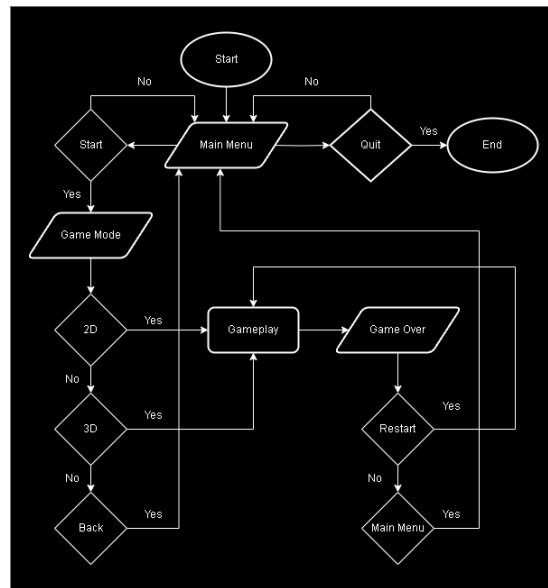 Start
No
No
Start
Main Menu
Quit
Yes
End
Yes
Game Mode
2D
Yes
Gameplay
Game Over
No
3D
Yes
Restart
Yes
No
No
Back
Yes
Main Menu
Yes